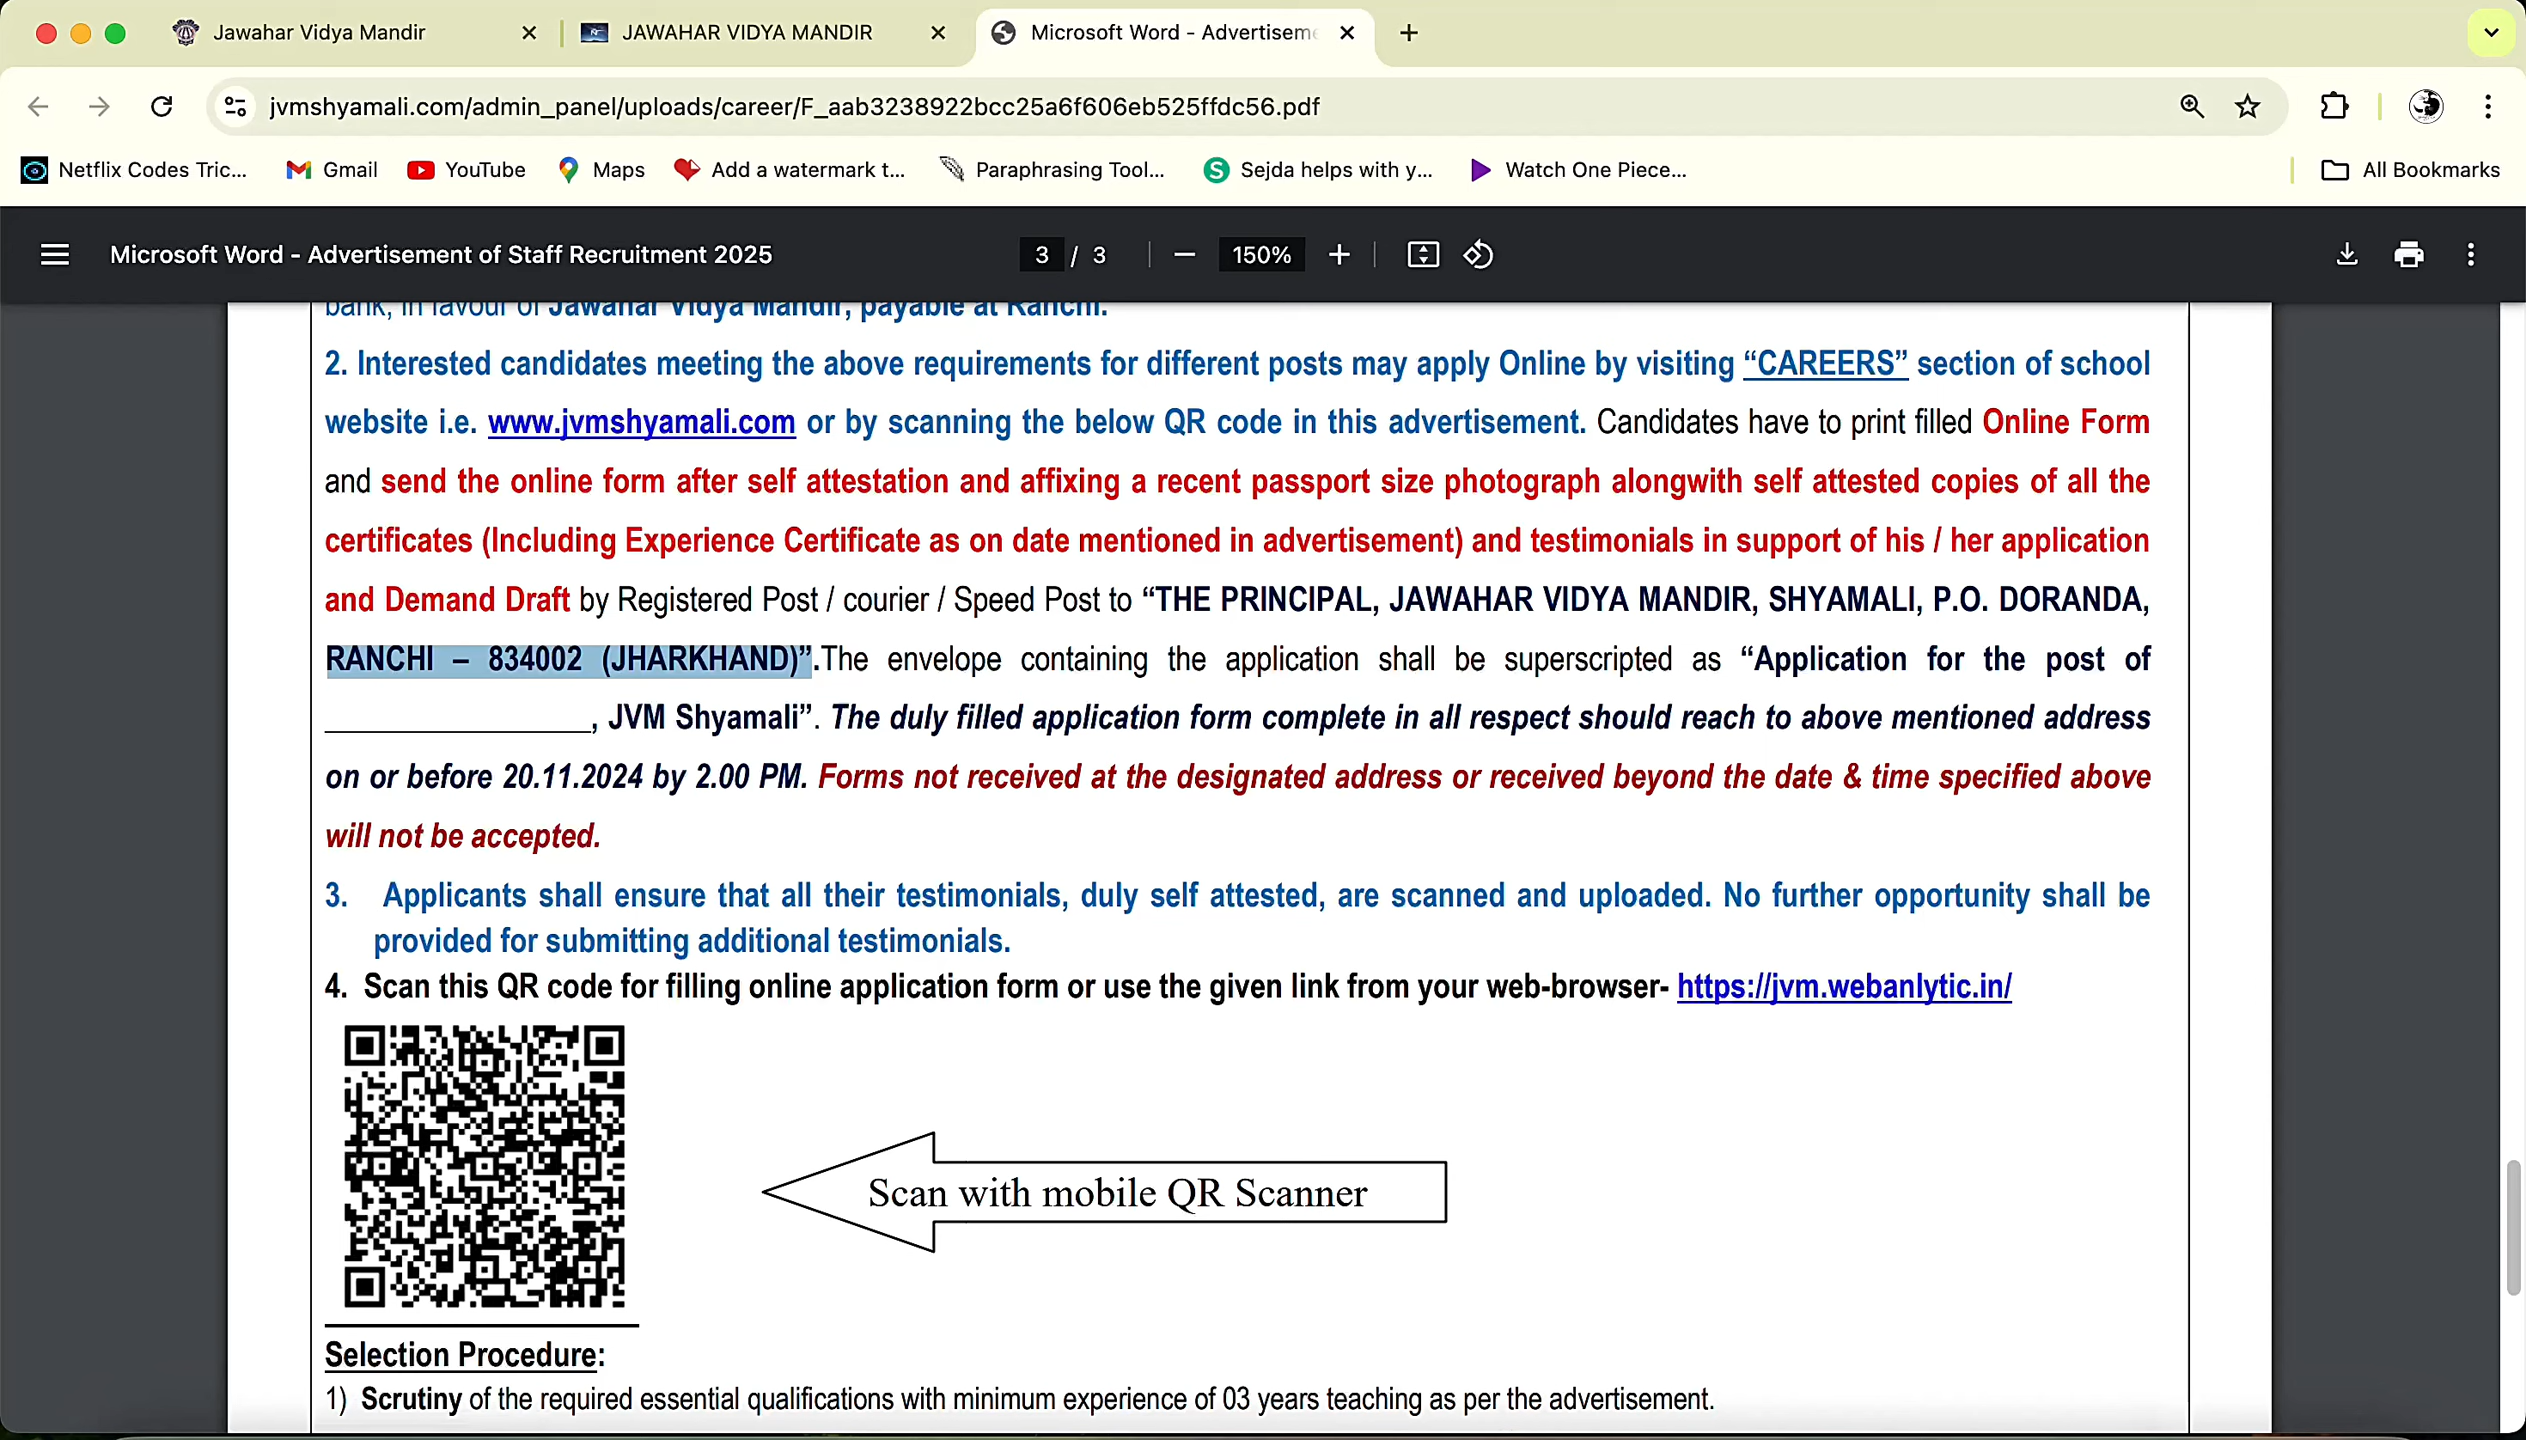 Jawahar Vidya Mandir
JAWAHAR VIDYA MANDIR
Microsoft Word - Advertiseme
jvmshyamali.com/admin_panel/uploads/career/F_aab3238922bcc25a6f606eb525ffdc56.pdf
Netflix Codes Tric...
Gmail
YouTube
Maps
Add a watermark t...
Paraphrasing Tool...
Sejda helps with y...
Watch One Piece...
All Bookmarks
Microsoft Word - Advertisement of Staff Recruitment 2025
3 / 3
150%
bank, in favour of Jawahar Vidya Mandir, payable at Ranchi.
2. Interested candidates meeting the above requirements for different posts may apply Online by visiting “CAREERS” section of school
website i.e. www.jvmshyamali.com or by scanning the below QR code in this advertisement. Candidates have to print filled Online Form
and send the online form after self attestation and affixing a recent passport size photograph alongwith self attested copies of all the
certificates (Including Experience Certificate as on date mentioned in advertisement) and testimonials in support of his / her application
and Demand Draft by Registered Post / courier / Speed Post to “THE PRINCIPAL, JAWAHAR VIDYA MANDIR, SHYAMALI, P.O. DORANDA,
RANCHI – 834002 (JHARKHAND)”.The envelope containing the application shall be superscripted as “Application for the post of
________________, JVM Shyamali”. The duly filled application form complete in all respect should reach to above mentioned address
on or before 20.11.2024 by 2.00 PM. Forms not received at the designated address or received beyond the date & time specified above
will not be accepted.
3. Applicants shall ensure that all their testimonials, duly self attested, are scanned and uploaded. No further opportunity shall be
provided for submitting additional testimonials.
4. Scan this QR code for filling online application form or use the given link from your web-browser- https://jvm.webanlytic.in/
Scan with mobile QR Scanner
Selection Procedure:
1) Scrutiny of the required essential qualifications with minimum experience of 03 years teaching as per the advertisement.